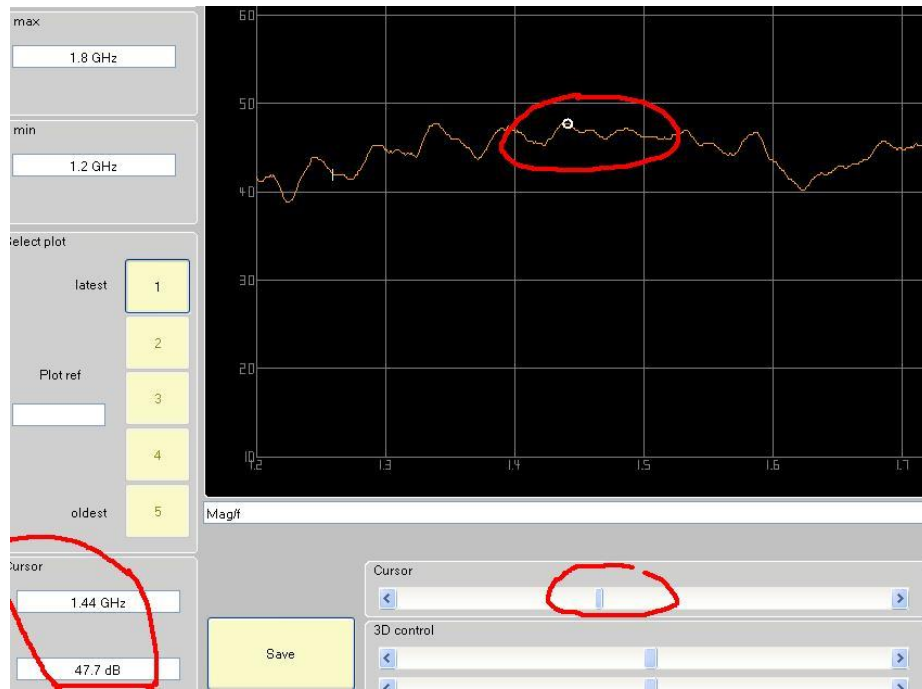 max
1.8 GHz
min
1.2 GHz
Select plot
latest
1
2
Plot ref
3
4
oldest
5
Cursor
1.44 GHz
47.7 dB
60
50
40
30
20
10
1.2
1.3
1.4
1.5
1.6
1.7
Mag/f
Cursor
3D control
Save